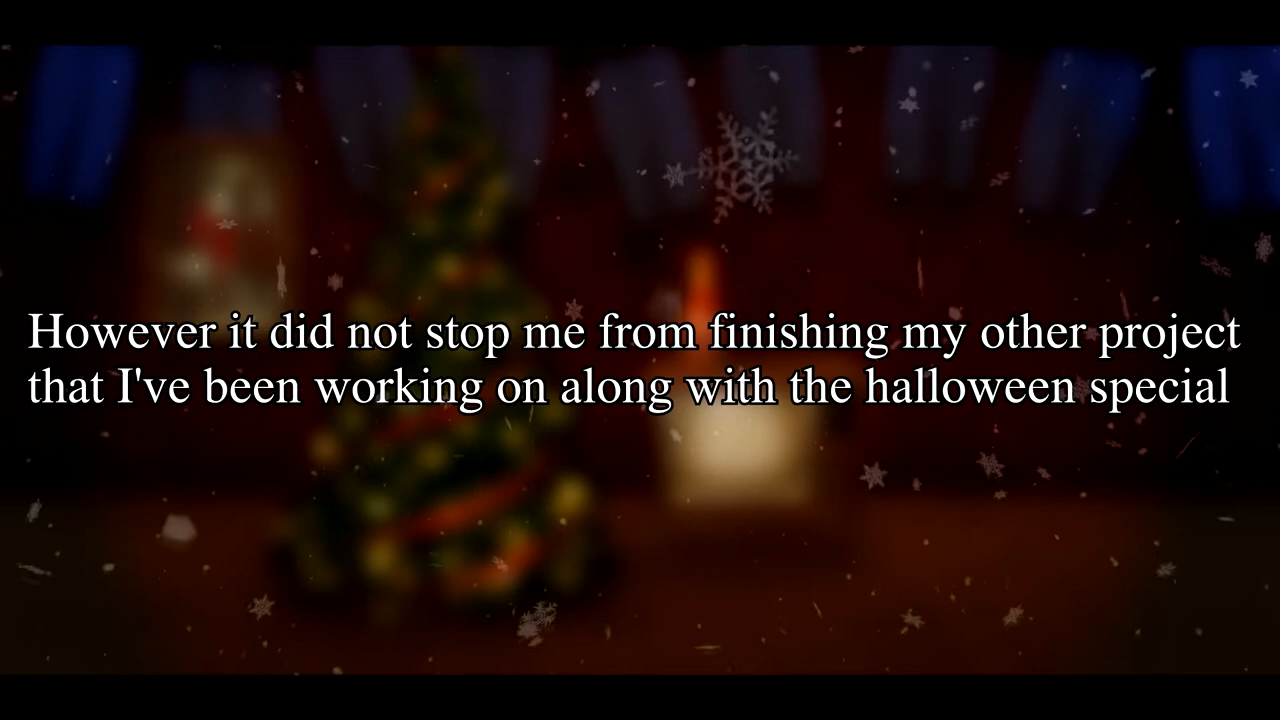 However it did not stop me from finishing my other project
that I've been working on along with the halloween special